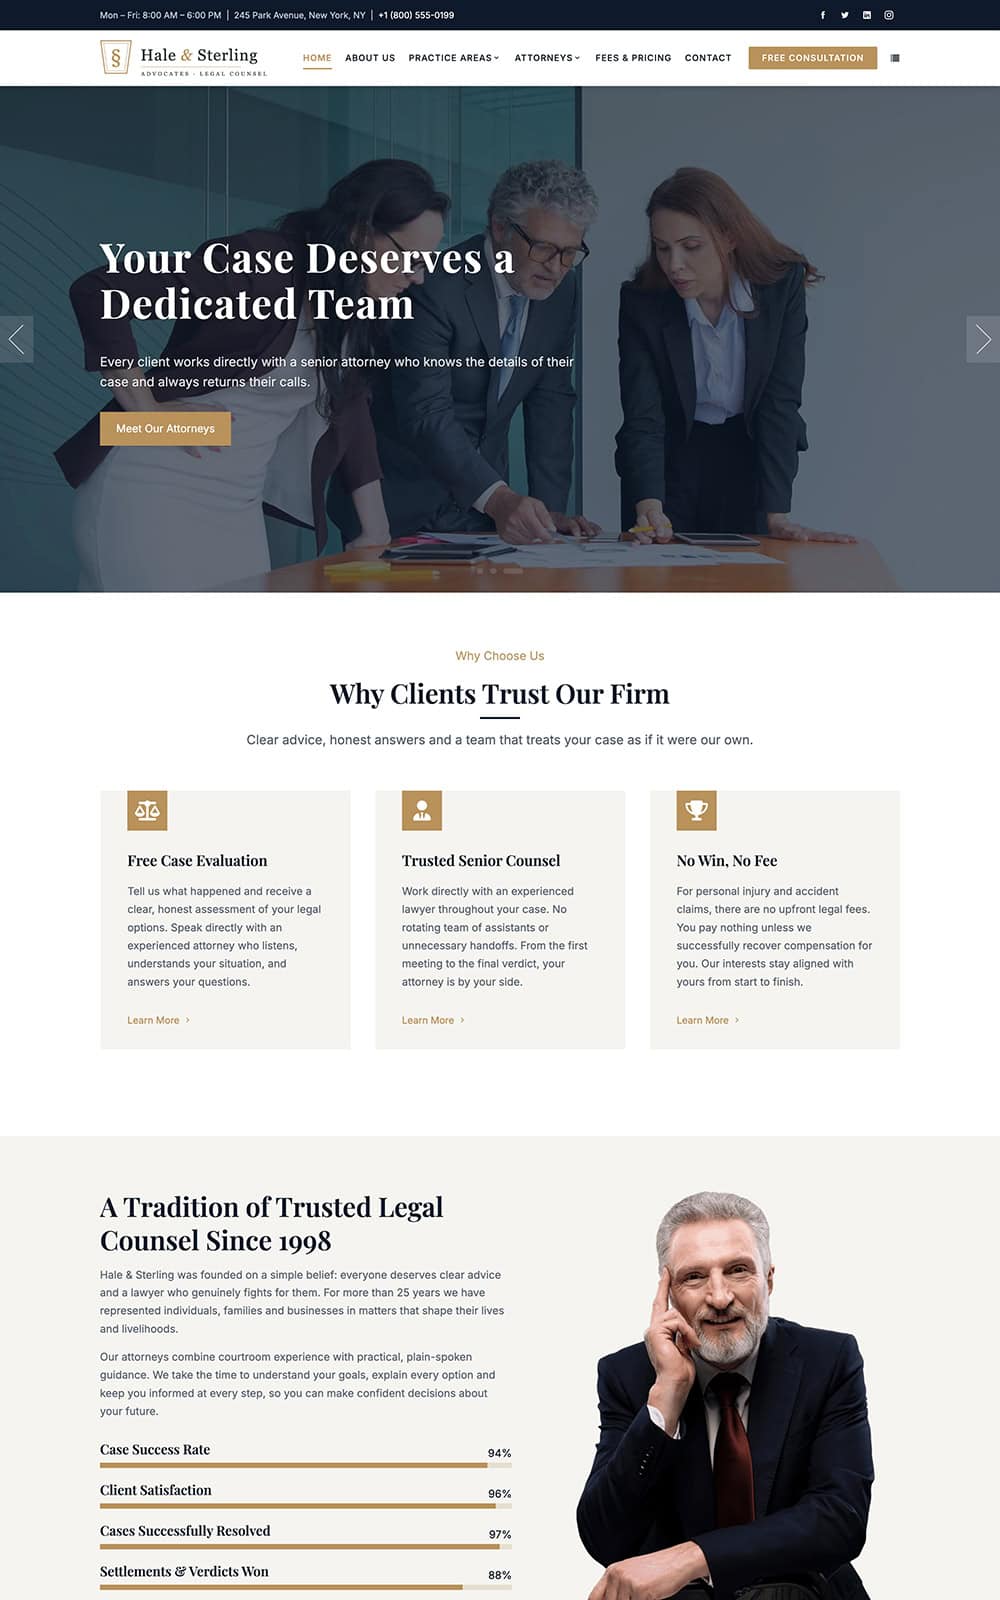 Mon – Fri: 8:00 AM – 6:00 PM | 245 Park Avenue, New York, NY | +1 (800) 555-0199
§
Hale & Sterling
ADVOCATES · LEGAL COUNSEL
HOME ABOUT US PRACTICE AREAS ATTORNEYS FEES & PRICING CONTACT FREE CONSULTATION
Your Case Deserves a
Dedicated Team
Every client works directly with a senior attorney who knows the details of their
case and always returns their calls.
Meet Our Attorneys
Why Choose Us
Why Clients Trust Our Firm
Clear advice, honest answers and a team that treats your case as if it were our own.
Free Case Evaluation
Tell us what happened and receive a
clear, honest assessment of your legal
options. Speak directly with an
experienced attorney who listens,
understands your situation, and
answers your questions.
Learn More
Trusted Senior Counsel
Work directly with an experienced
lawyer throughout your case. No
rotating team of assistants or
unnecessary handoffs. From the first
meeting to the final verdict, your
attorney is by your side.
Learn More
No Win, No Fee
For personal injury and accident
claims, there are no upfront legal fees.
You pay nothing unless we
successfully recover compensation for
you. Our interests stay aligned with
yours from start to finish.
Learn More
A Tradition of Trusted Legal
Counsel Since 1998
Hale & Sterling was founded on a simple belief: everyone deserves clear advice
and a lawyer who genuinely fights for them. For more than 25 years we have
represented individuals, families and businesses in matters that shape their lives
and livelihoods.
Our attorneys combine courtroom experience with practical, plain-spoken
guidance. We take the time to understand your goals, explain every option and
keep you informed at every step, so you can make confident decisions about
your future.
Case Success Rate 94%
Client Satisfaction 96%
Cases Successfully Resolved 97%
Settlements & Verdicts Won 88%